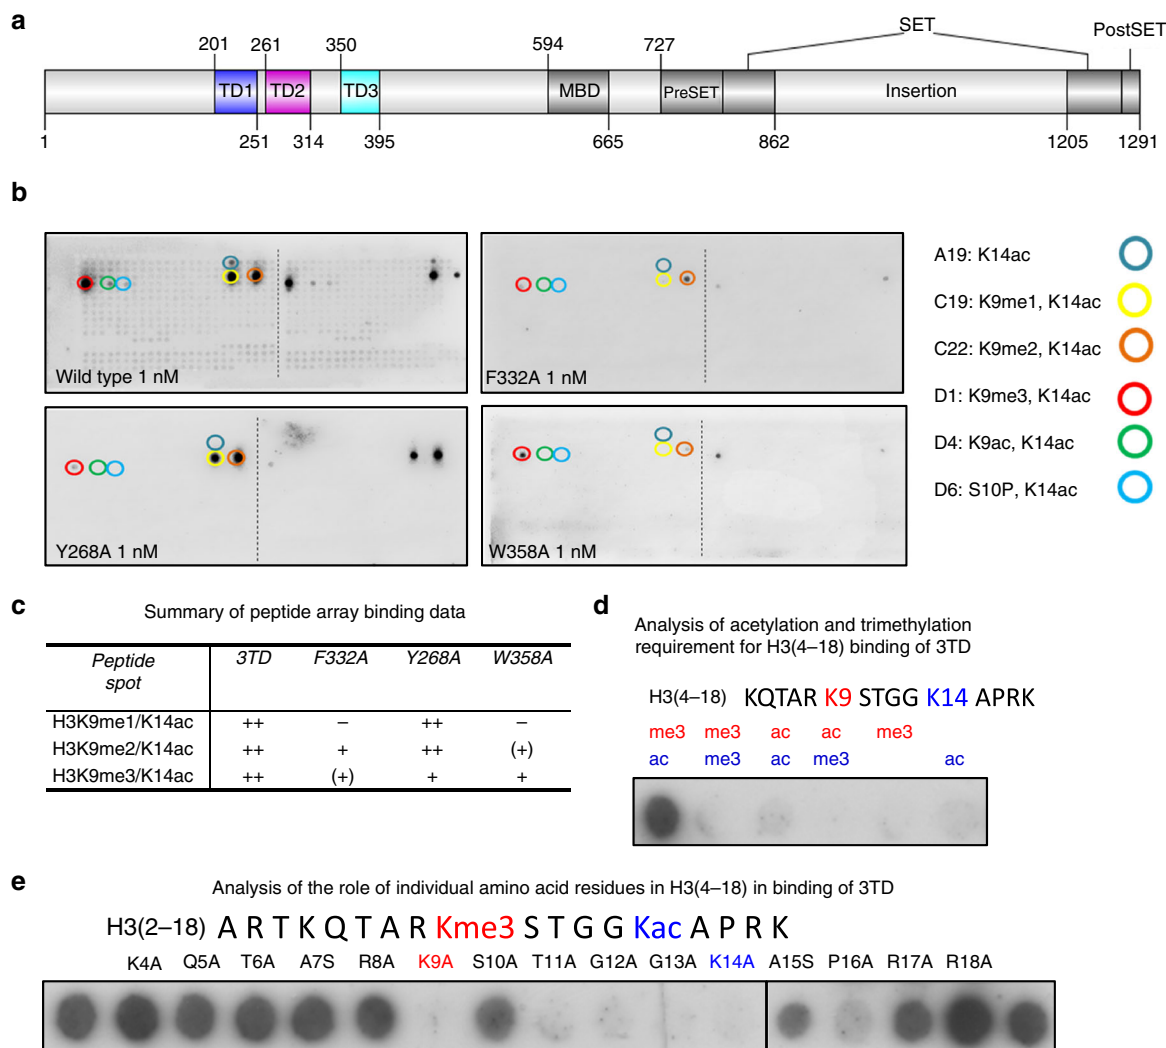 a
SET
PostSET
201 261 350 594 727
TD1 TD2 TD3 MBD PreSET Insertion
1 251 314 395 665 862 1205 1291
b
Wild type 1 nM
F332A 1 nM
Y268A 1 nM
W358A 1 nM
A19: K14ac
C19: K9me1, K14ac
C22: K9me2, K14ac
D1: K9me3, K14ac
D4: K9ac, K14ac
D6: S10P, K14ac
c
Summary of peptide array binding data
Peptide spot 3TD F332A Y268A W358A
H3K9me1/K14ac ++ – ++ –
H3K9me2/K14ac ++ + ++ (+)
H3K9me3/K14ac ++ (+) + +
d
Analysis of acetylation and trimethylation
requirement for H3(4–18) binding of 3TD
H3(4–18) KQTAR K9 STGG K14 APRK
me3 me3 ac ac me3
ac me3 ac me3 ac
e
Analysis of the role of individual amino acid residues in H3(4–18) in binding of 3TD
H3(2–18) A R T K Q T A R Kme3 S T G G Kac A P R K
K4A Q5A T6A A7S R8A K9A S10A T11A G12A G13A K14A A15S P16A R17A R18A